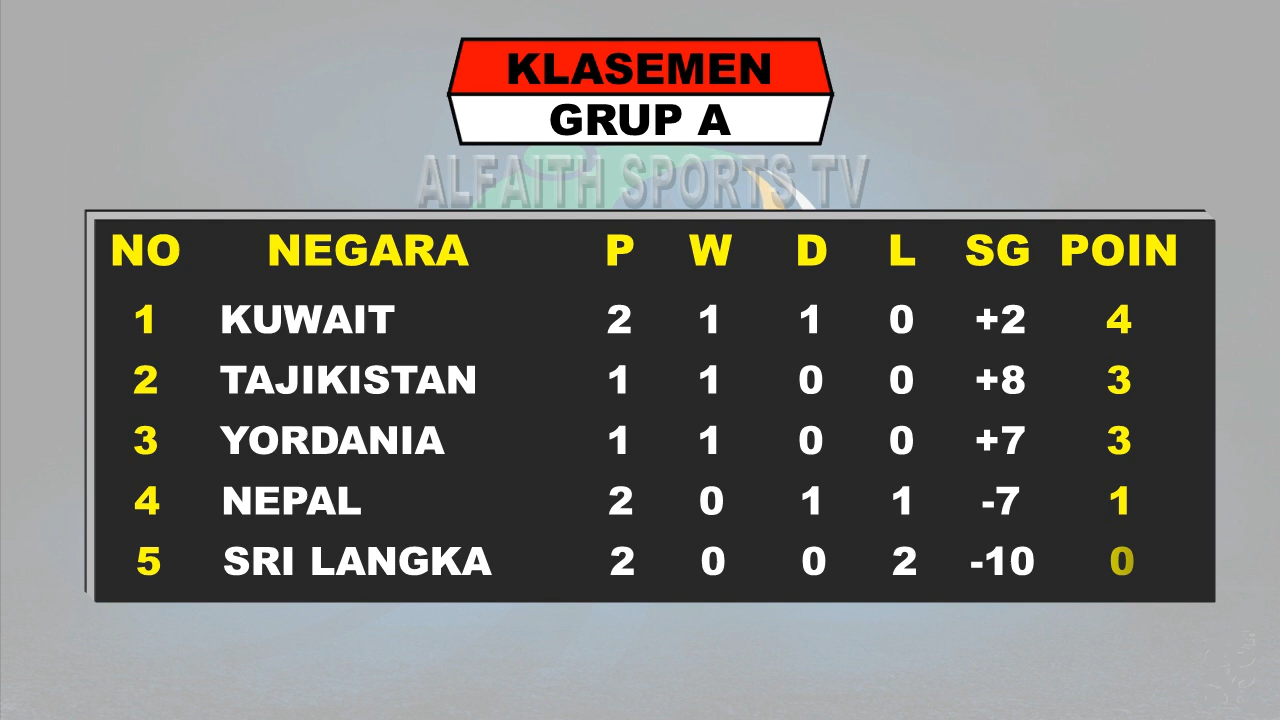 KLASEMEN
GRUP A
ALFAITH SPORTS TV
NO NEGARA P W D L SG POIN
1 KUWAIT 2 1 1 0 +2 4
2 TAJIKISTAN 1 1 0 0 +8 3
3 YORDANIA 1 1 0 0 +7 3
4 NEPAL 2 0 1 1 -7 1
5 SRI LANGKA 2 0 0 2 -10 0